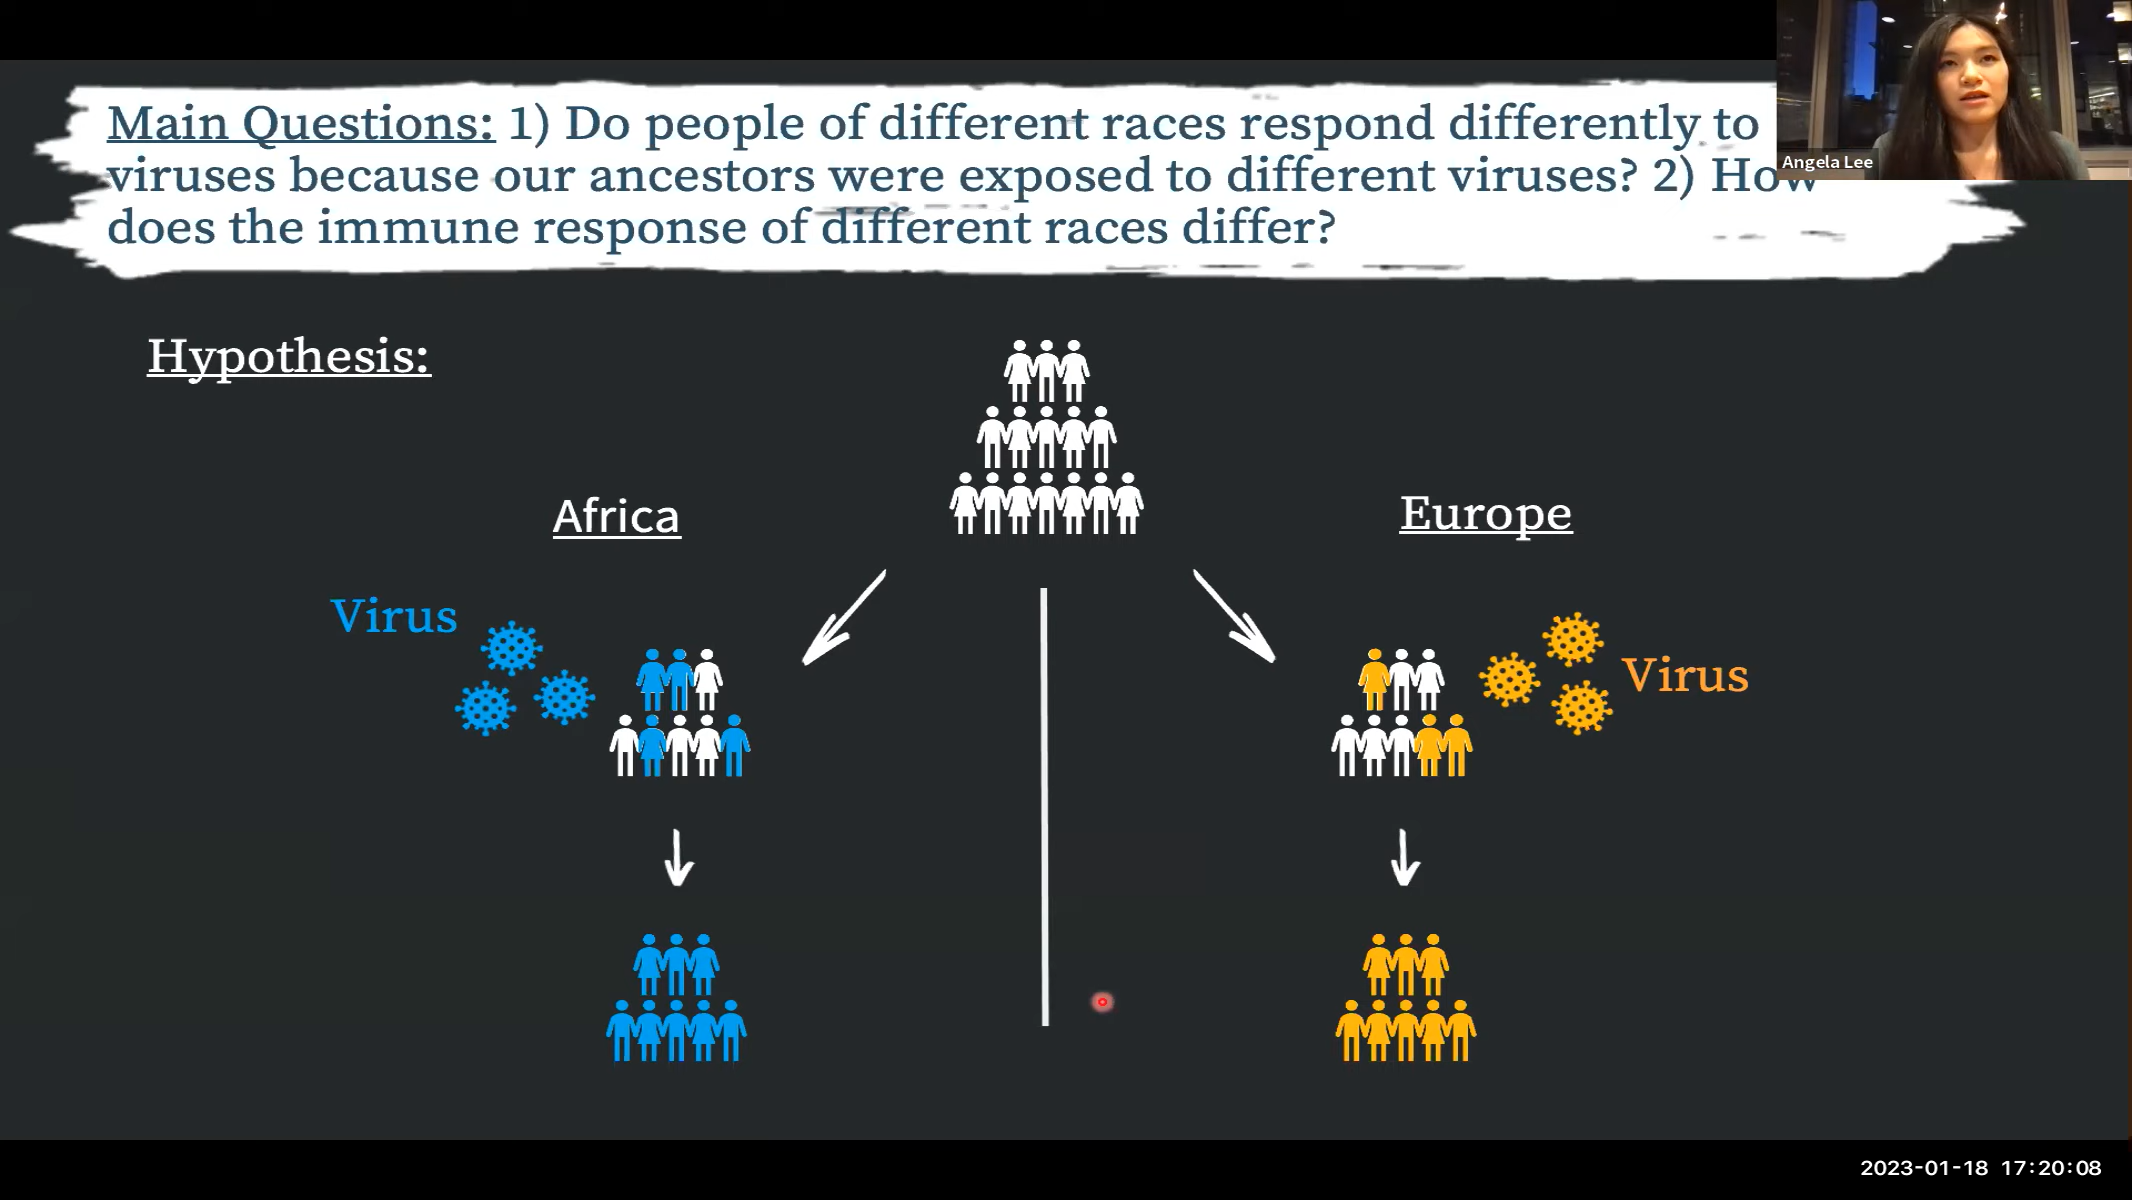 Main Questions: 1) Do people of different races respond differently to
viruses because our ancestors were exposed to different viruses? 2) How
does the immune response of different races differ?
Angela Lee
Hypothesis:
Africa
Europe
Virus
Virus
2023-01-18 17:20:08